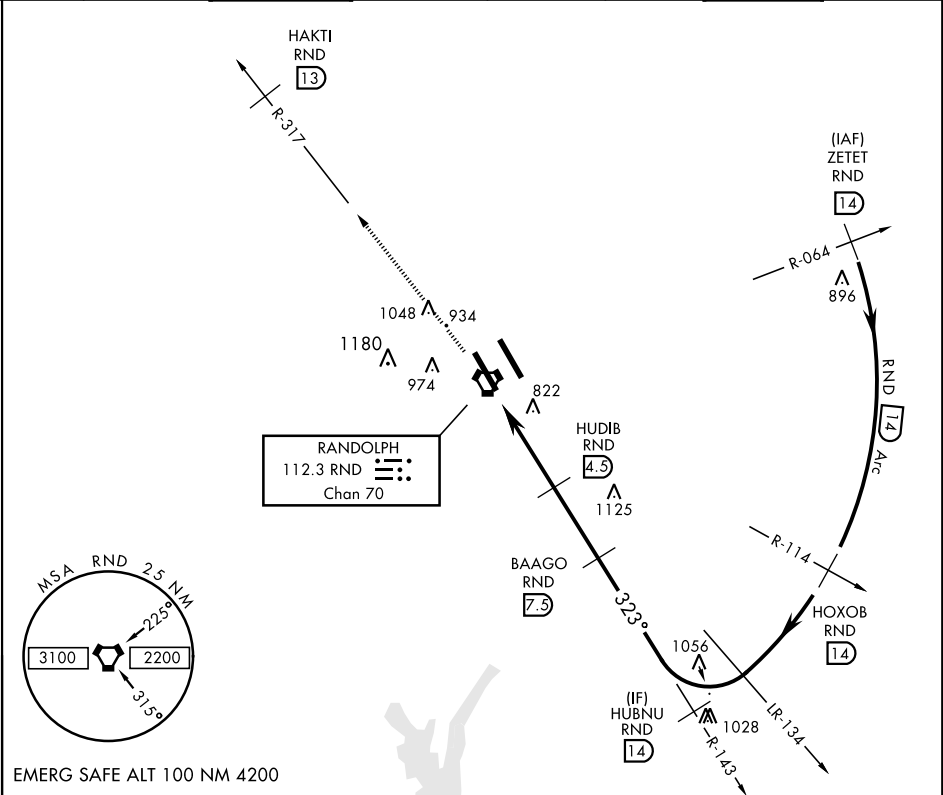 HAKTI
RND
13
R-317
(IAF)
ZETET
RND
14
R-064
896
RND 14 Arc
1048
934
1180
974
822
HUDIB
RND
4.5
RANDOLPH
112.3 RND
Chan 70
1125
R-114
BAAGO
RND
7.5
323°
HOXOB
RND
14
MSA RND 25 NM
225°
3100
2200
315°
1056
(IF)
HUBNU
RND
14
1028
LR-134
R-143
EMERG SAFE ALT 100 NM 4200